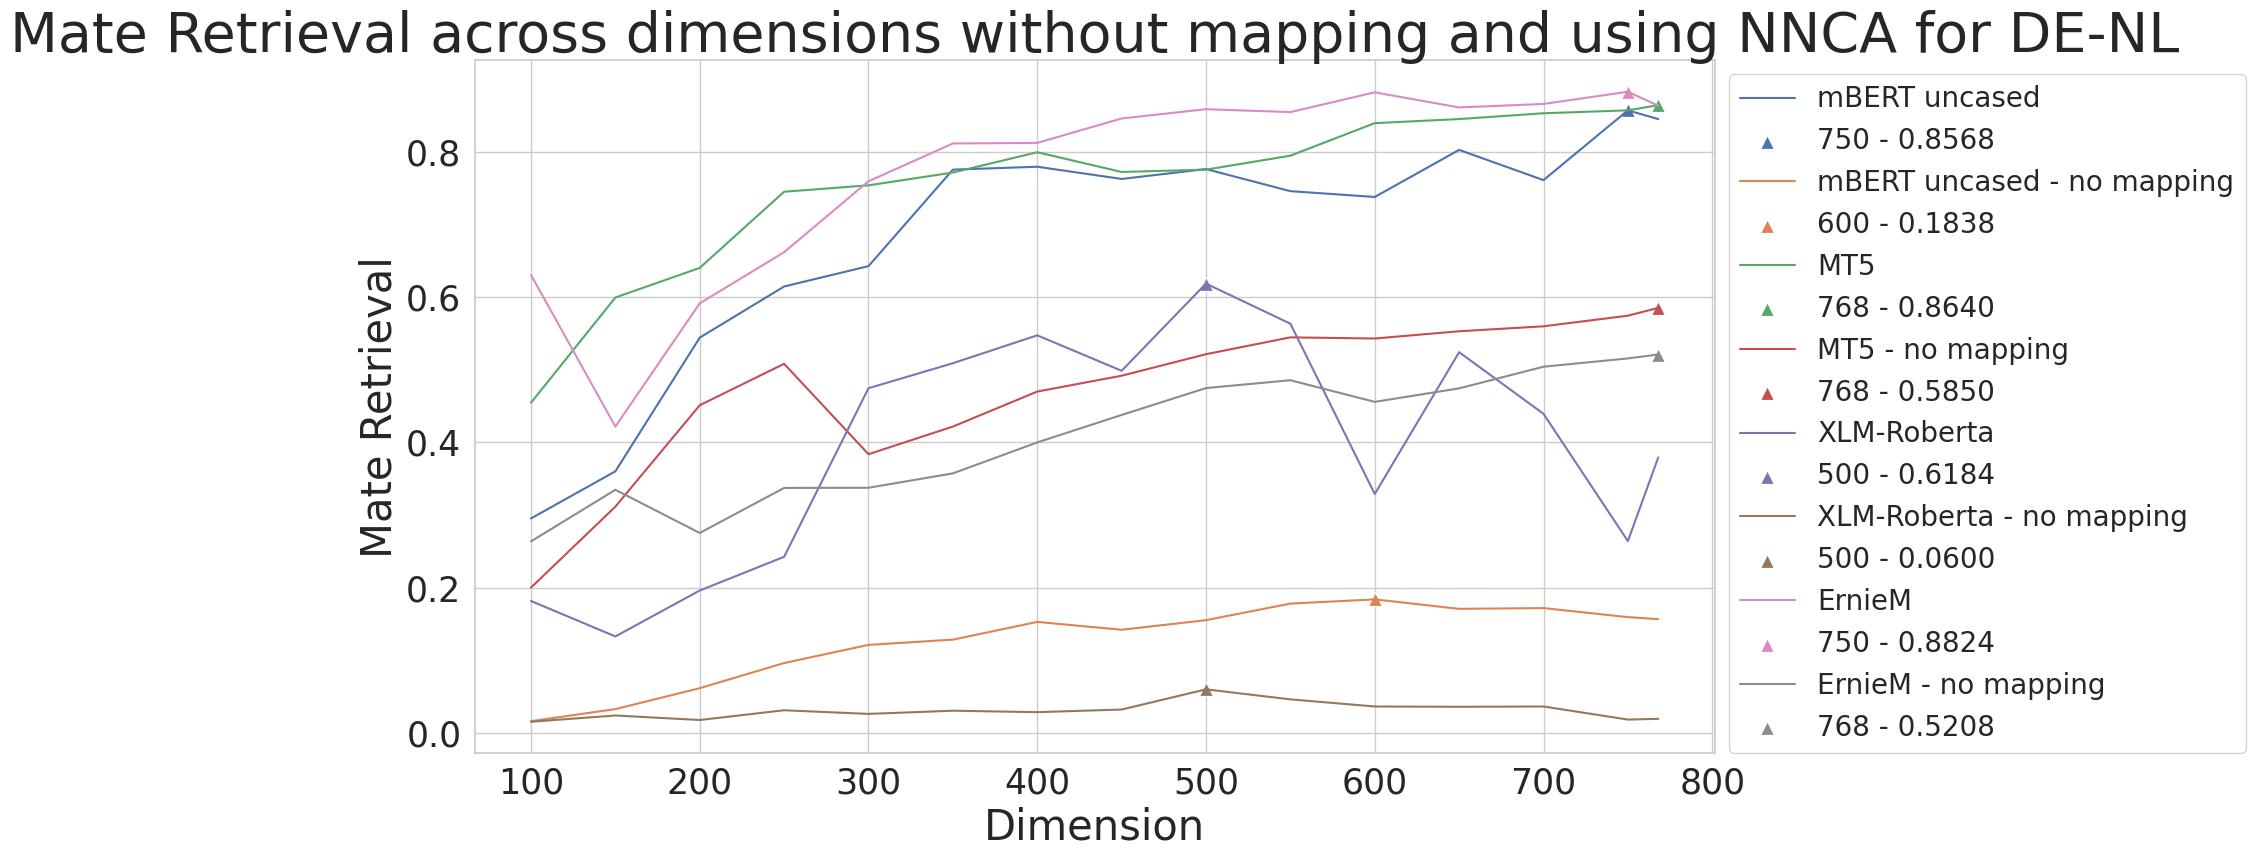 Mate Retrieval across dimensions without mapping and using NNCA for DE-NL
Mate Retrieval
0.8
0.6
0.4
0.2
0.0
100 200 300 400 500 600 700 800
Dimension
mBERT uncased
750 - 0.8568
mBERT uncased - no mapping
600 - 0.1838
MT5
768 - 0.8640
MT5 - no mapping
768 - 0.5850
XLM-Roberta
500 - 0.6184
XLM-Roberta - no mapping
500 - 0.0600
ErnieM
750 - 0.8824
ErnieM - no mapping
768 - 0.5208